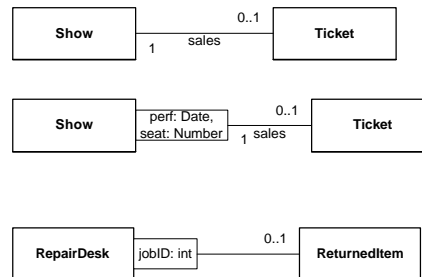 0..1
Show
sales
Ticket
1
perf: Date,
seat: Number
0..1
Show
Ticket
1 sales
0..1
RepairDesk
jobID: int
ReturnedItem